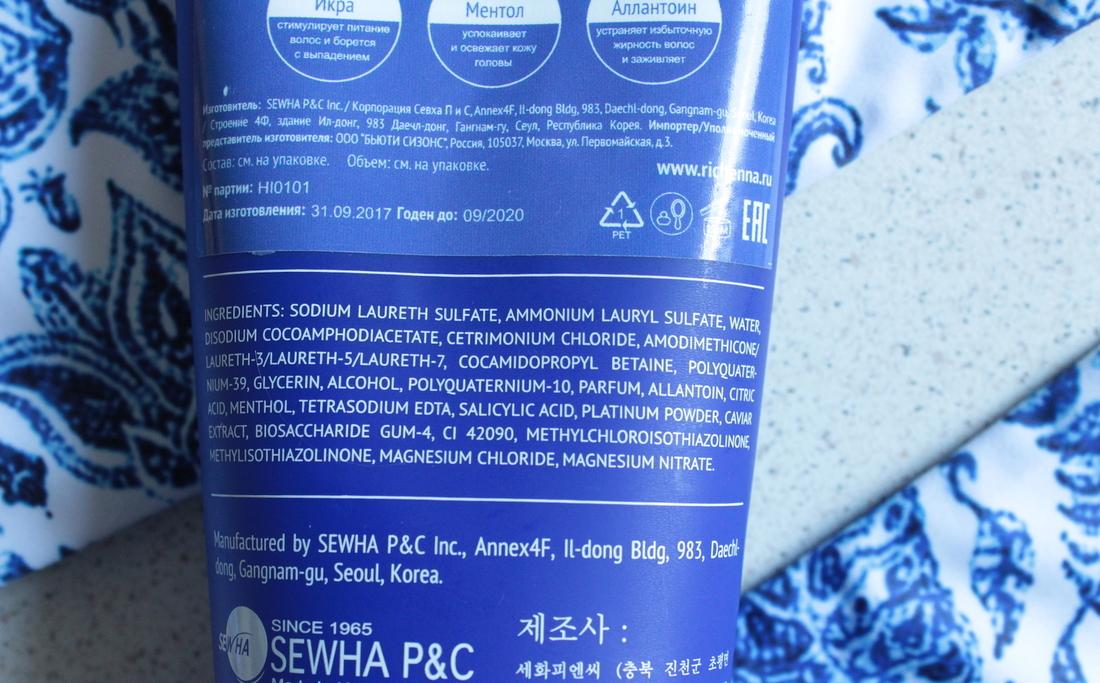 Икра
стимулирует питание
волос и борется
с выпадением
Ментол
успокаивает
и освежает кожу
головы
Аллантоин
устраняет избыточную
жирность волос
и заживляет
Изготовитель: SEWHA P&C Inc./ Корпорация Севха П и С, Annex4F, Il-dong Bldg, 983, Daechi-dong, Gangnam-gu, Seoul, Korea
/ Строение 4Ф, здание Ил-донг, 983 Даечл-донг, Гангнам-гу, Сеул, Республика Корея. Импортер/Уполномоченный
представитель изготовителя: ООО "БЬЮТИ СИЗОНС", Россия, 105037, Москва, ул. Первомайская, д.3.
Состав: см. на упаковке. Объем: см. на упаковке.
www.richenna.ru
№ партии: HI0101
Дата изготовления: 31.09.2017 Годен до: 09/2020
1
PET
EAC
INGREDIENTS: SODIUM LAURETH SULFATE, AMMONIUM LAURYL SULFATE, WATER,
DISODIUM COCOAMPHODIACETATE, CETRIMONIUM CHLORIDE, AMODIMETHICONE/
LAURETH-3/LAURETH-5/LAURETH-7, COCAMIDOPROPYL BETAINE, POLYQUATER-
NIUM-39, GLYCERIN, ALCOHOL, POLYQUATERNIUM-10, PARFUM, ALLANTOIN, CITRIC
ACID, MENTHOL, TETRASODIUM EDTA, SALICYLIC ACID, PLATINUM POWDER, CAVIAR
EXTRACT, BIOSACCHARIDE GUM-4, CI 42090, METHYLCHLOROISOTHIAZOLINONE,
METHYLISOTHIAZOLINONE, MAGNESIUM CHLORIDE, MAGNESIUM NITRATE.
Manufactured by SEWHA P&C Inc., Annex4F, Il-dong Bldg, 983, Daechi-
dong, Gangnam-gu, Seoul, Korea.
SEWHA
SINCE 1965
SEWHA P&C
제조사 :
세화피엔씨 (충북 진천군 초평면